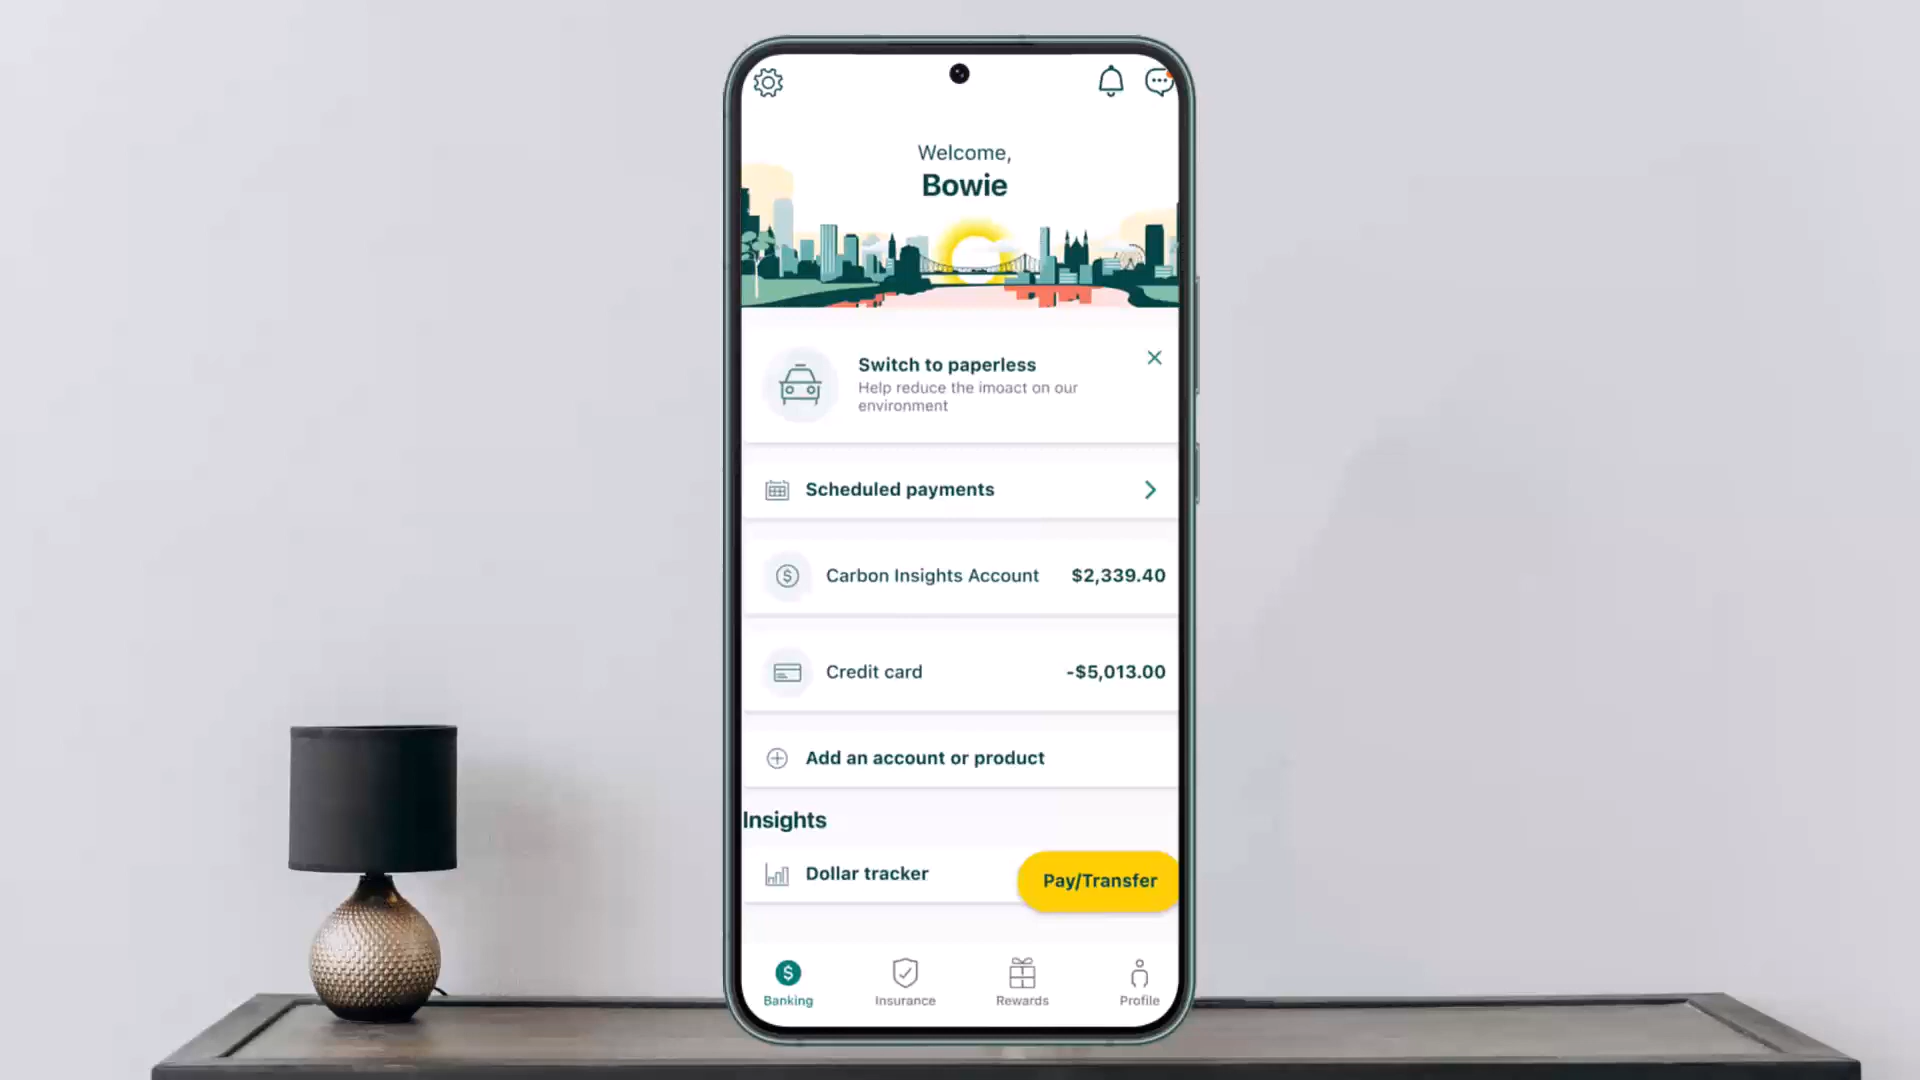 Welcome,
Bowie
Switch to paperless
Help reduce the imoact on our
environment
Scheduled payments
Carbon Insights Account $2,339.40
Credit card -$5,013.00
Add an account or product
Insights
Dollar tracker
Pay/Transfer
Banking Insurance Rewards Profile